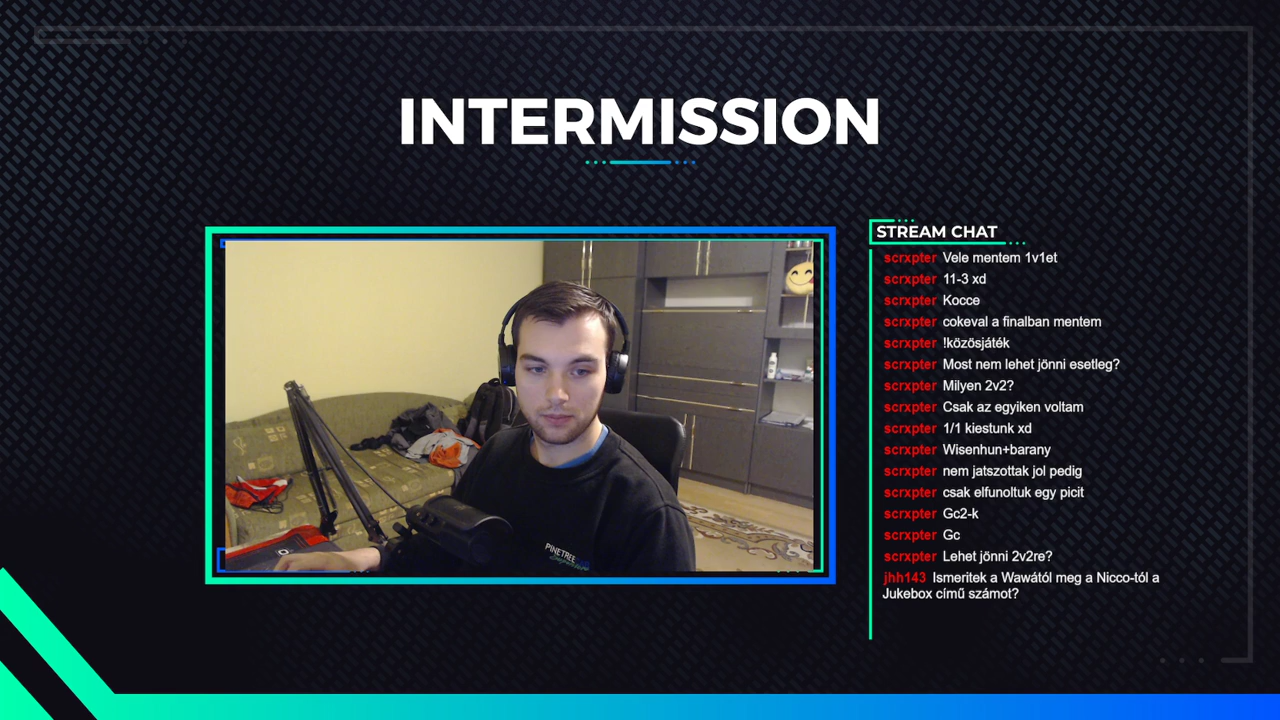 INTERMISSION
STREAM CHAT
scrxpter Vele mentem 1v1et
scrxpter 11-3 xd
scrxpter Kocce
scrxpter cokeval a finalban mentem
scrxpter !közösjáték
scrxpter Most nem lehet jönni esetleg?
scrxpter Milyen 2v2?
scrxpter Csak az egyiken voltam
scrxpter 1/1 kiestunk xd
scrxpter Wisenhun+barany
scrxpter nem jatszottak jol pedig
scrxpter csak elfunoltuk egy picit
scrxpter Gc2-k
scrxpter Gc
scrxpter Lehet jönni 2v2re?
jhh143 Ismeritek a Wawától meg a Nicco-tól a
Jukebox című számot?
PINETREE